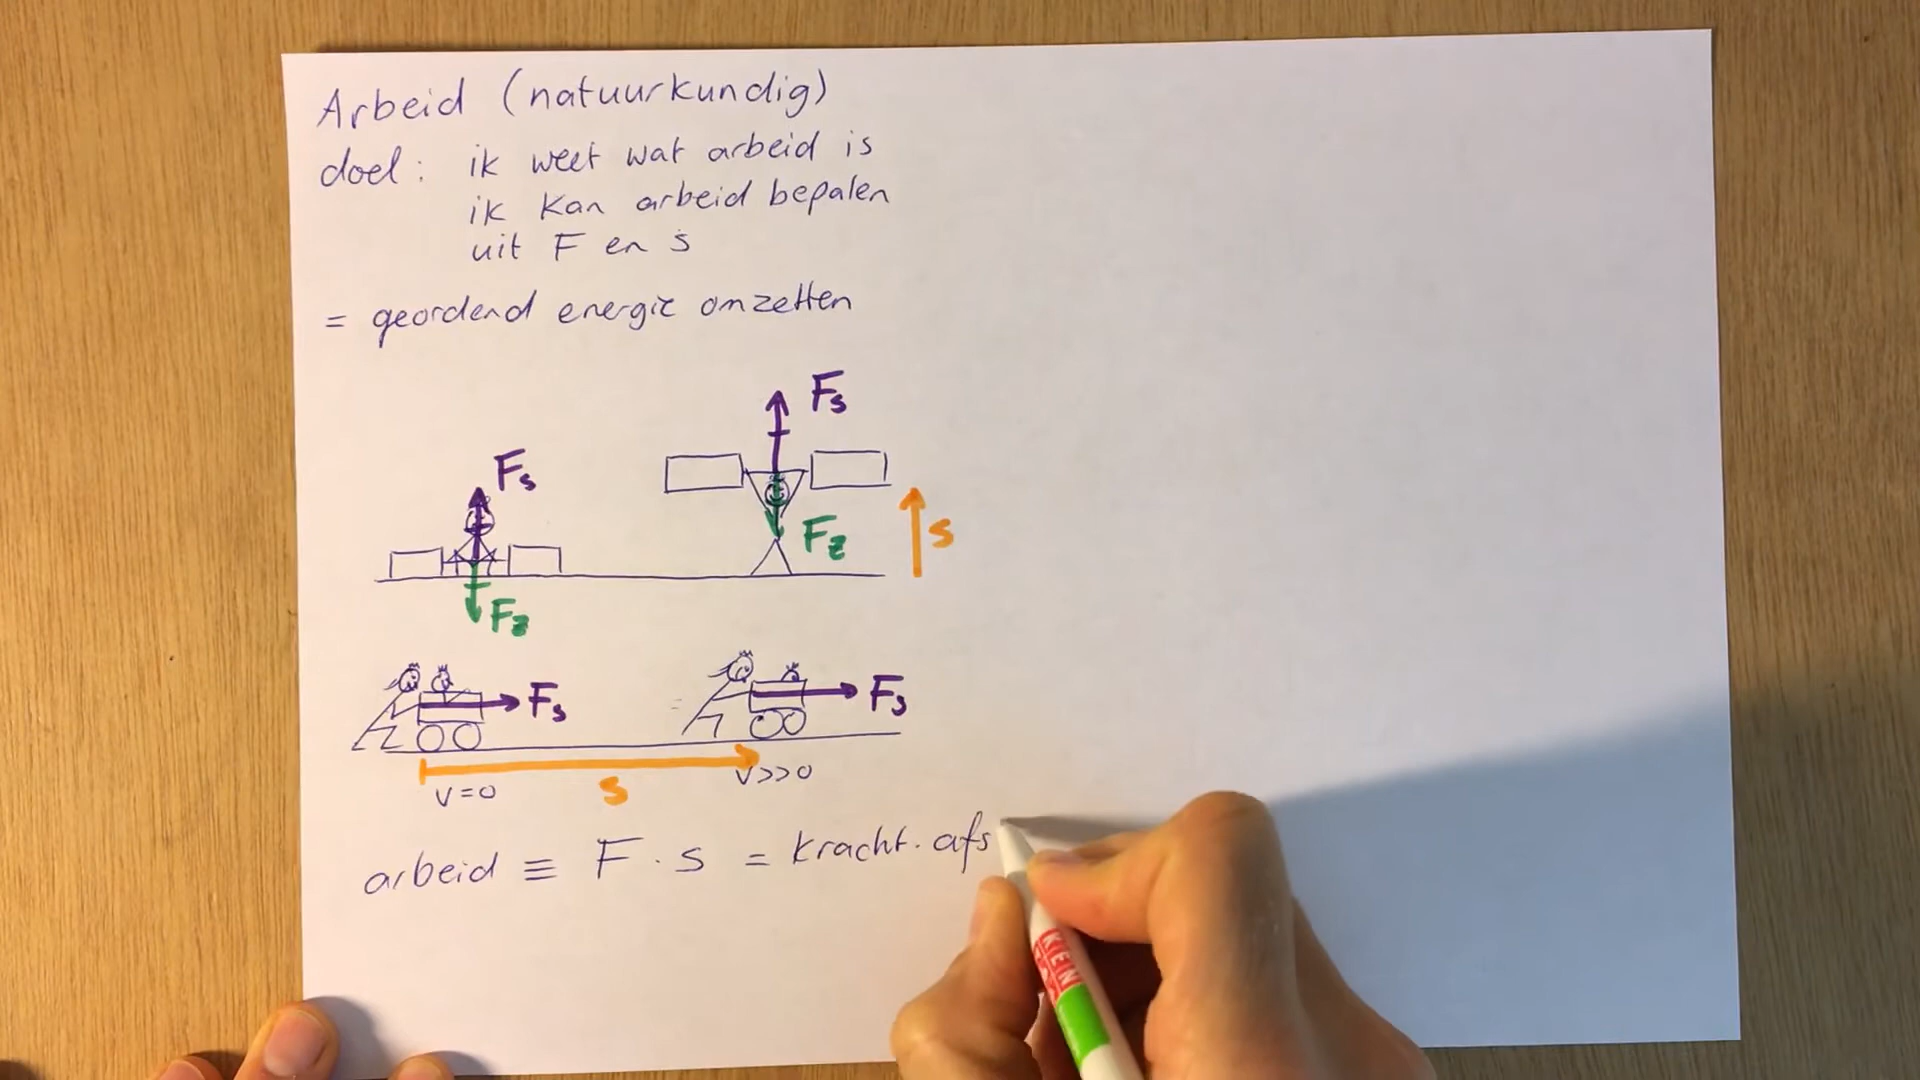 Arbeid (natuurkundig)
doel: ik weet wat arbeid is
ik kan arbeid bepalen
uit F en s
= geordend energie omzetten
Fs
Fs
Fz
s
Fz
Fs
Fs
s
v=0
v>>0
arbeid ≡ F · s = kracht. afs
KLEIN